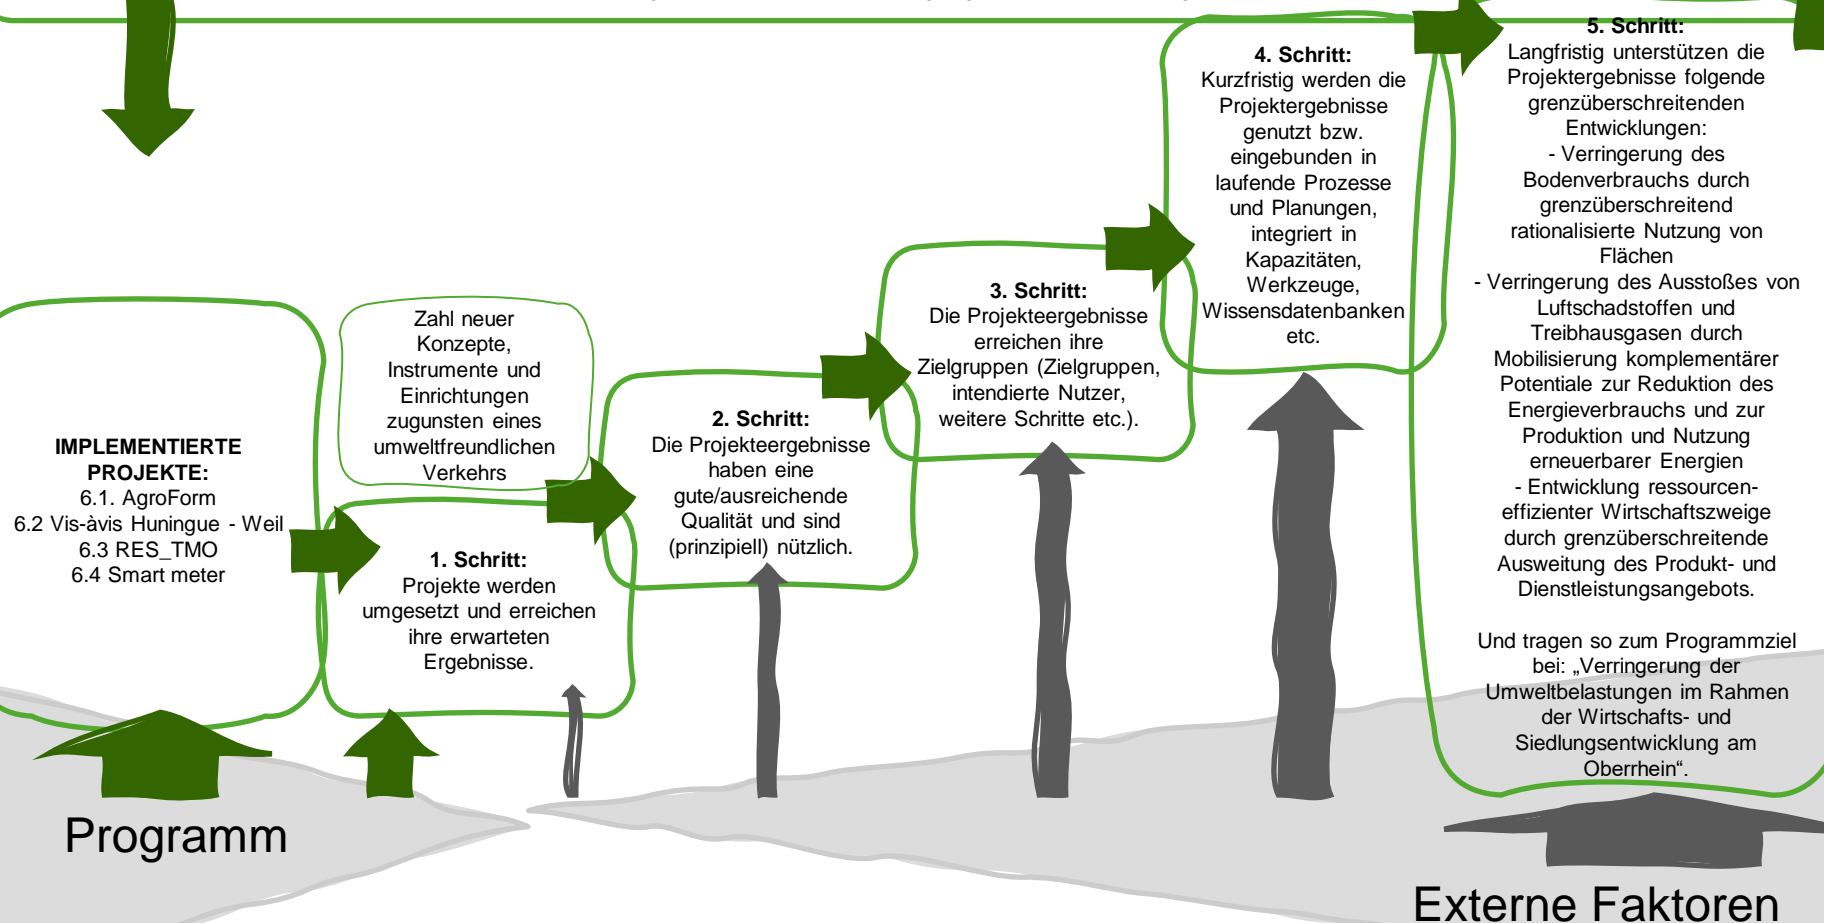 IMPLEMENTIERTE
PROJEKTE:
6.1. AgroForm
6.2 Vis-àvis Huningue - Weil
6.3 RES_TMO
6.4 Smart meter
Zahl neuer
Konzepte,
Instrumente und
Einrichtungen
zugunsten eines
umweltfreundlichen
Verkehrs
1. Schritt:
Projekte werden
umgesetzt und erreichen
ihre erwarteten
Ergebnisse.
2. Schritt:
Die Projekteergebnisse
haben eine
gute/ausreichende
Qualität und sind
(prinzipiell) nützlich.
3. Schritt:
Die Projekteergebnisse
erreichen ihre
Zielgruppen (Zielgruppen,
intendierte Nutzer,
weitere Schritte etc.).
4. Schritt:
Kurzfristig werden die
Projektergebnisse
genutzt bzw.
eingebunden in
laufende Prozesse
und Planungen,
integriert in
Kapazitäten,
Werkzeuge,
Wissensdatenbanken
etc.
5. Schritt:
Langfristig unterstützen die
Projektergebnisse folgende
grenzüberschreitenden
Entwicklungen:
- Verringerung des
Bodenverbrauchs durch
grenzüberschreitend
rationalisierte Nutzung von
Flächen
- Verringerung des Ausstoßes von
Luftschadstoffen und
Treibhausgasen durch
Mobilisierung komplementärer
Potentiale zur Reduktion des
Energieverbrauchs und zur
Produktion und Nutzung
erneuerbarer Energien
- Entwicklung ressourcen-
effizienter Wirtschaftszweige
durch grenzüberschreitende
Ausweitung des Produkt- und
Dienstleistungsangebots.
Und tragen so zum Programmziel
bei: „Verringerung der
Umweltbelastungen im Rahmen
der Wirtschafts- und
Siedlungsentwicklung am
Oberrhein“.
Programm
Externe Faktoren